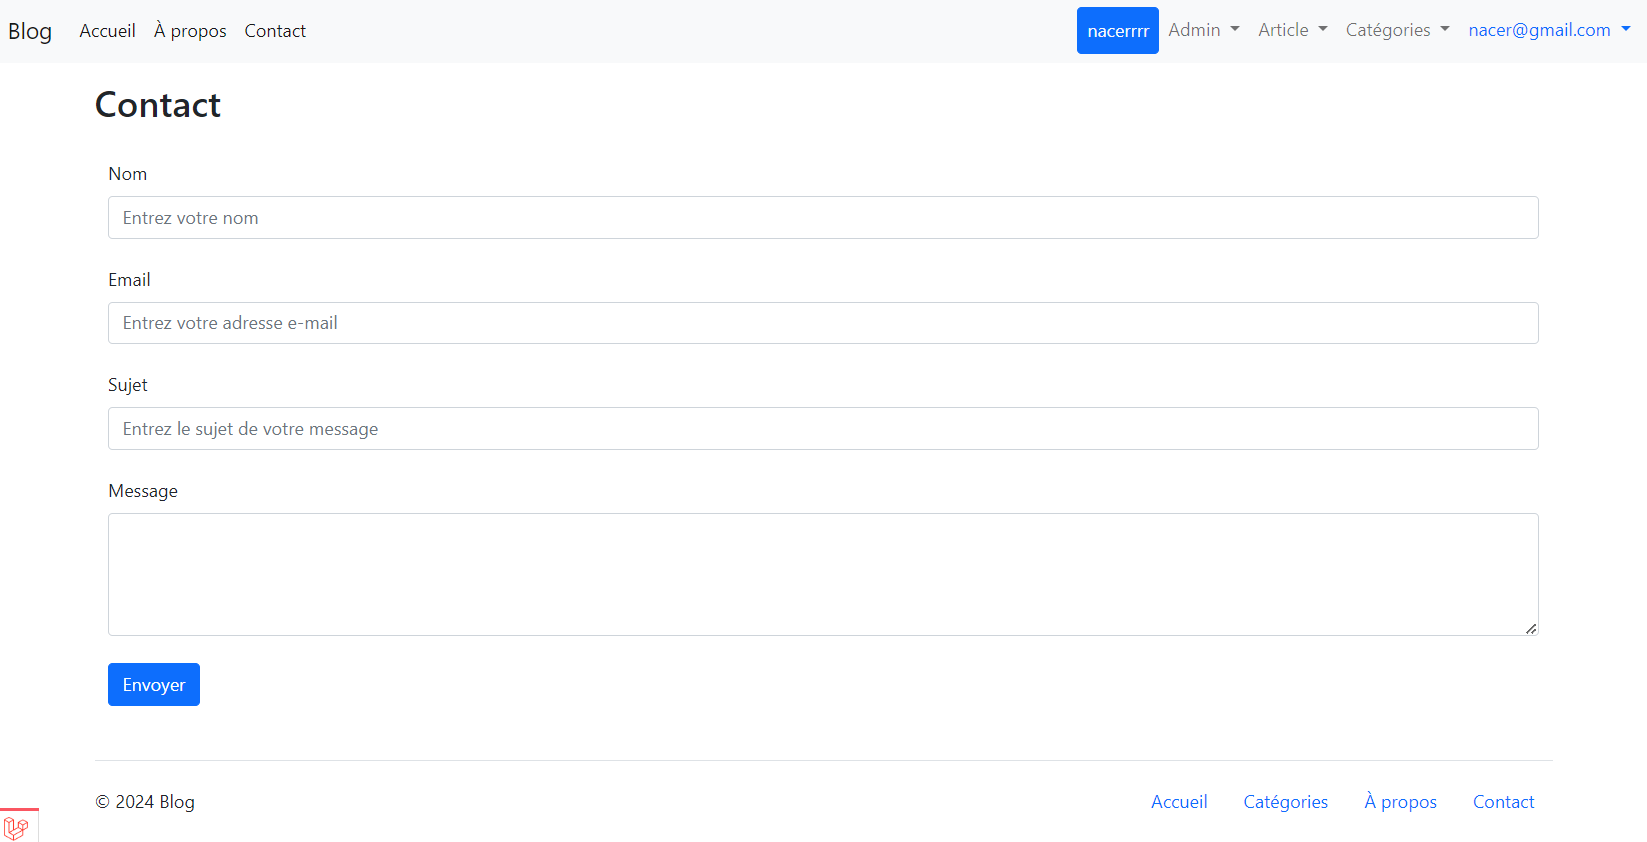 Blog Accueil À propos Contact nacerrrr Admin Article Catégories nacer@gmail.com
Contact
Nom
Entrez votre nom
Email
Entrez votre adresse e-mail
Sujet
Entrez le sujet de votre message
Message
Envoyer
© 2024 Blog Accueil Catégories À propos Contact